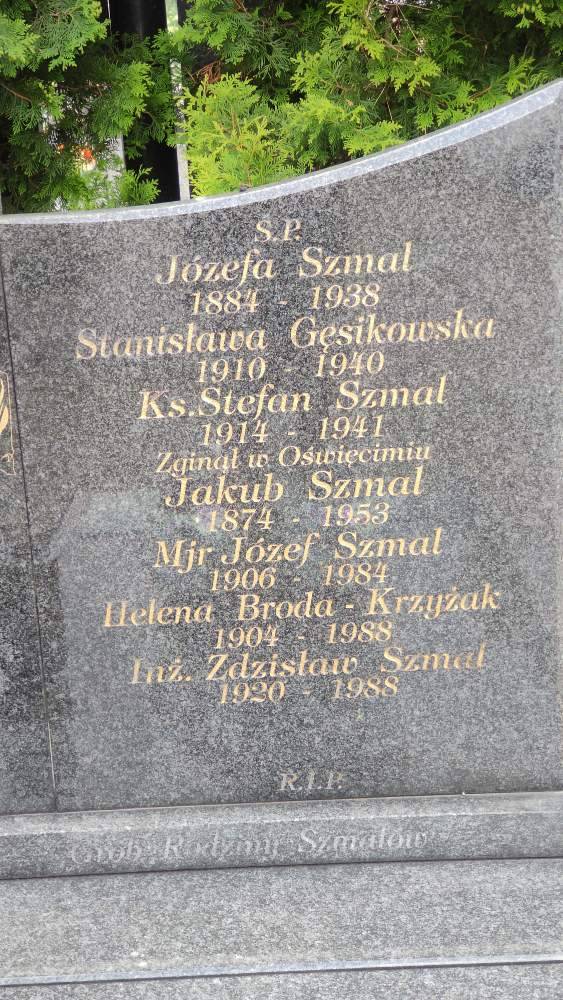 S.P.
Józefa Szmal
1884 - 1938
Stanisława Gęsikowska
1910 - 1940
Ks.Stefan Szmal
1914 - 1941
Zginął w Oświęcimiu
Jakub Szmal
1874 - 1953
Mjr Józef Szmal
1906 - 1984
Helena Broda - Krzyżak
1904 - 1988
Inż. Zdzisław Szmal
1920 - 1988
R.I.P.
Grób Rodziny Szmalów